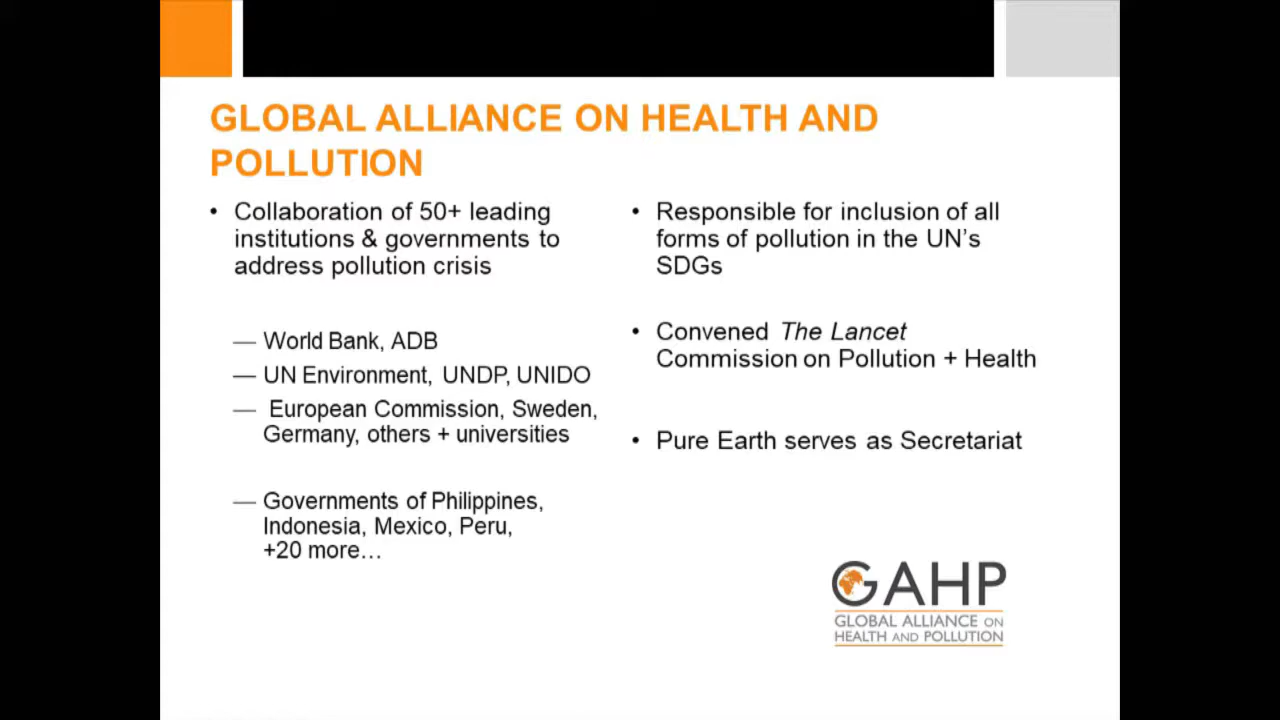 GLOBAL ALLIANCE ON HEALTH AND
POLLUTION
• Collaboration of 50+ leading
institutions & governments to
address pollution crisis
— World Bank, ADB
— UN Environment, UNDP, UNIDO
— European Commission, Sweden,
Germany, others + universities
— Governments of Philippines,
Indonesia, Mexico, Peru,
+20 more…
• Responsible for inclusion of all
forms of pollution in the UN’s
SDGs
• Convened The Lancet
Commission on Pollution + Health
• Pure Earth serves as Secretariat
GAHP
GLOBAL ALLIANCE ON
HEALTH AND POLLUTION